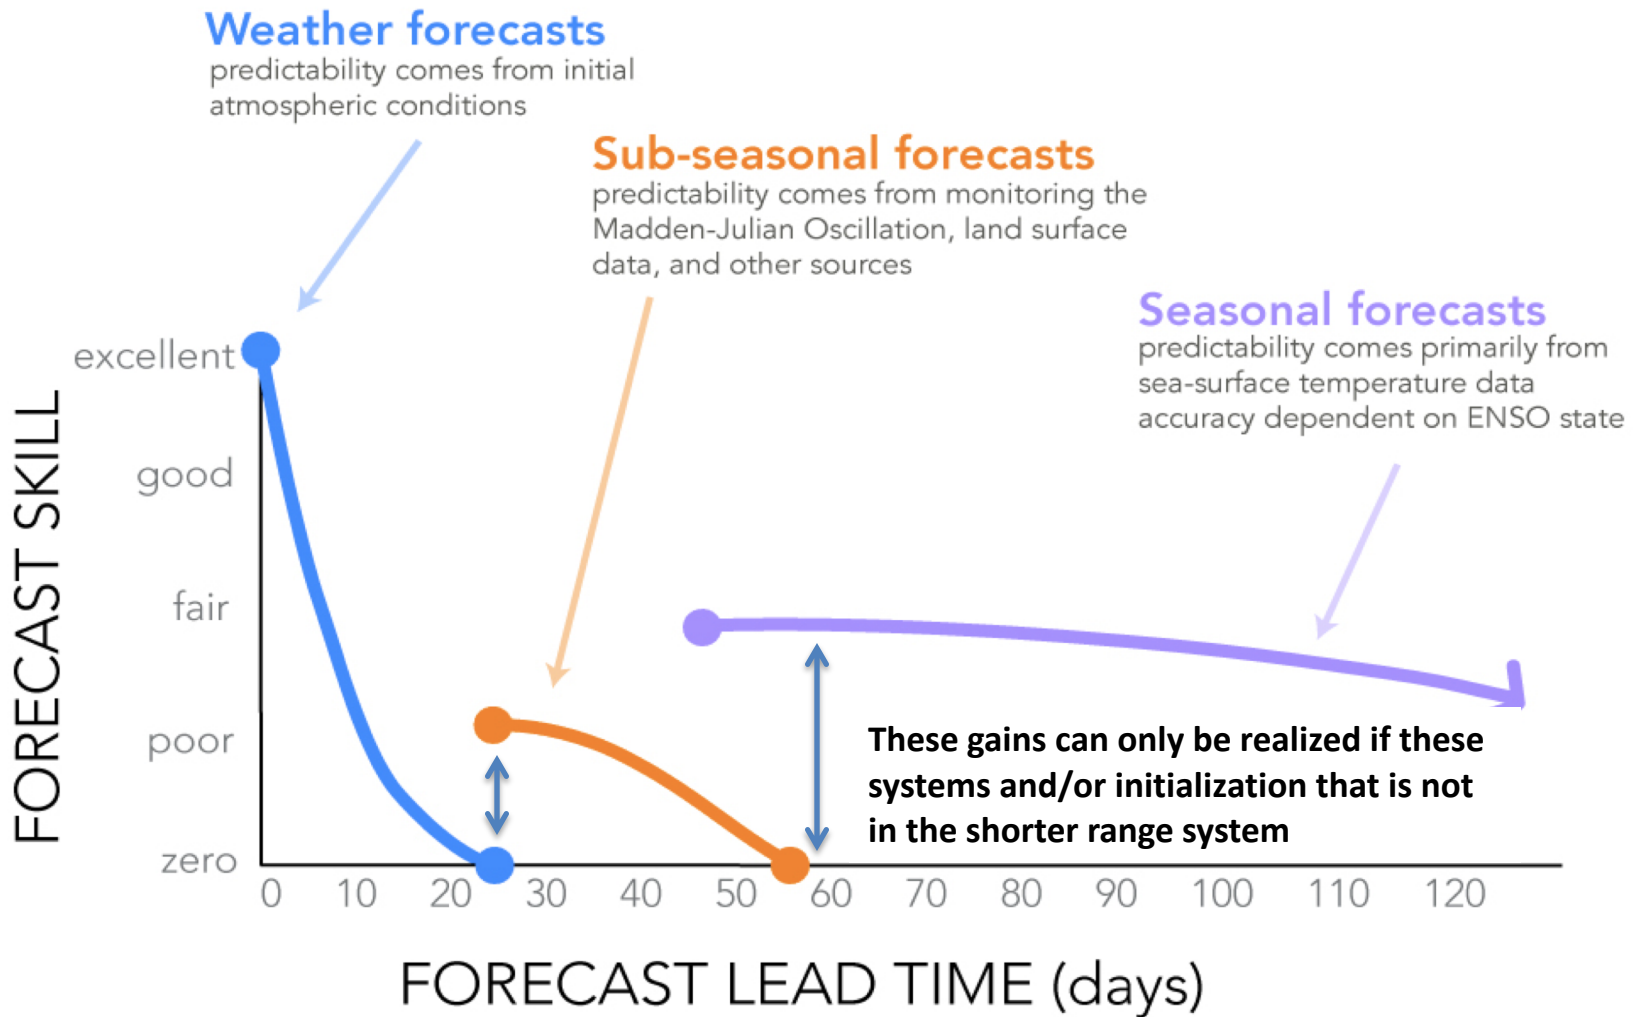 Weather forecasts
predictability comes from initial
atmospheric conditions
Sub-seasonal forecasts
predictability comes from monitoring the
Madden-Julian Oscillation, land surface
data, and other sources
Seasonal forecasts
predictability comes primarily from
sea-surface temperature data
accuracy dependent on ENSO state
FORECAST SKILL
excellent
good
fair
poor
zero
These gains can only be realized if these
systems and/or initialization that is not
in the shorter range system
0 10 20 30 40 50 60 70 80 90 100 110 120
FORECAST LEAD TIME (days)